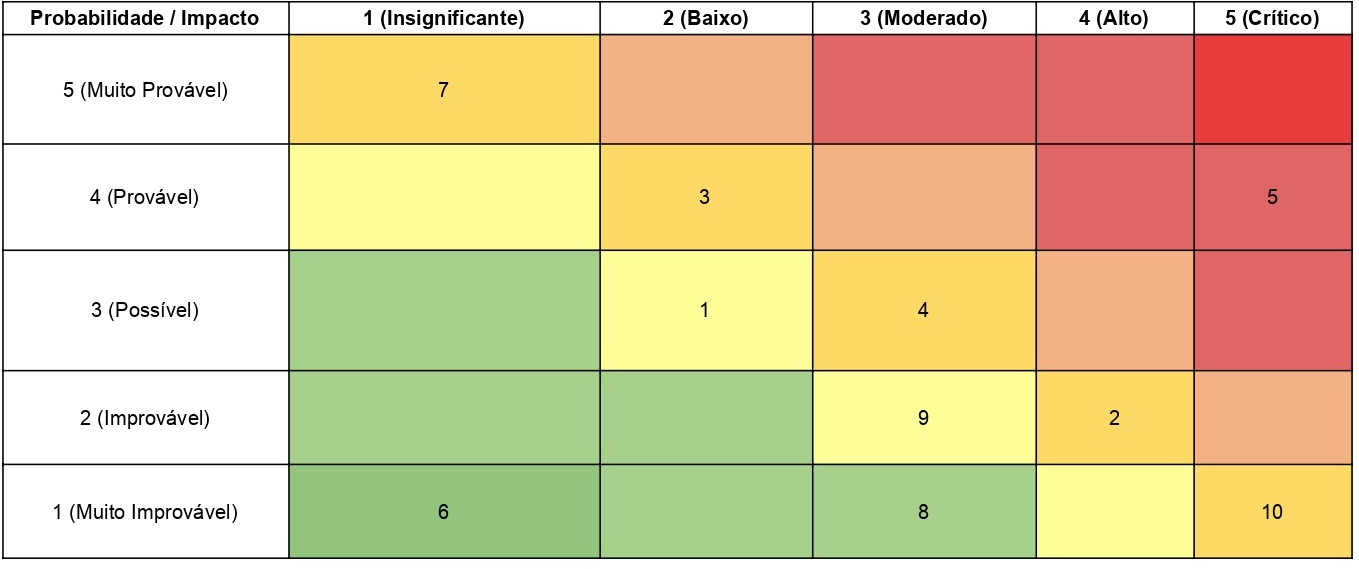 Probabilidade / Impacto 1 (Insignificante) 2 (Baixo) 3 (Moderado) 4 (Alto) 5 (Crítico)
5 (Muito Provável) 7
4 (Provável) 3 5
3 (Possível) 1 4
2 (Improvável) 9 2
1 (Muito Improvável) 6 8 10